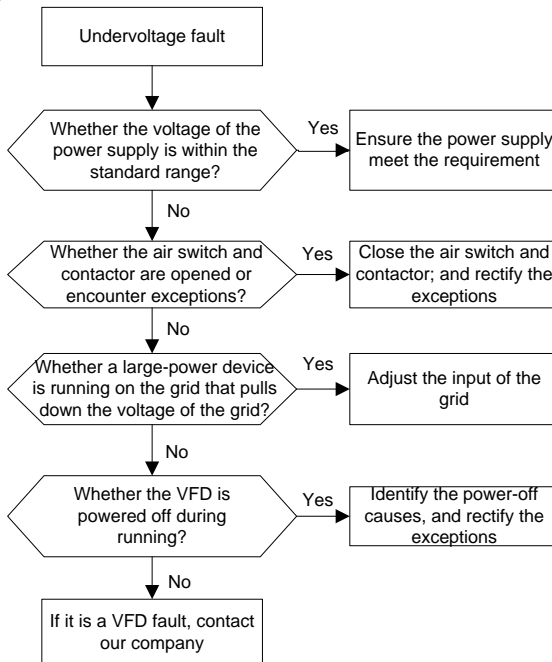 Undervoltage fault
Whether the voltage of the
power supply is within the
standard range?
Yes
Ensure the power supply
meet the requirement
No
Whether the air switch and
contactor are opened or
encounter exceptions?
Yes
Close the air switch and
contactor; and rectify the
exceptions
No
Whether a large-power device
is running on the grid that pulls
down the voltage of the grid?
Yes
Adjust the input of the
grid
No
Whether the VFD is
powered off during
running?
Yes
Identify the power-off
causes, and rectify the
exceptions
No
If it is a VFD fault, contact
our company